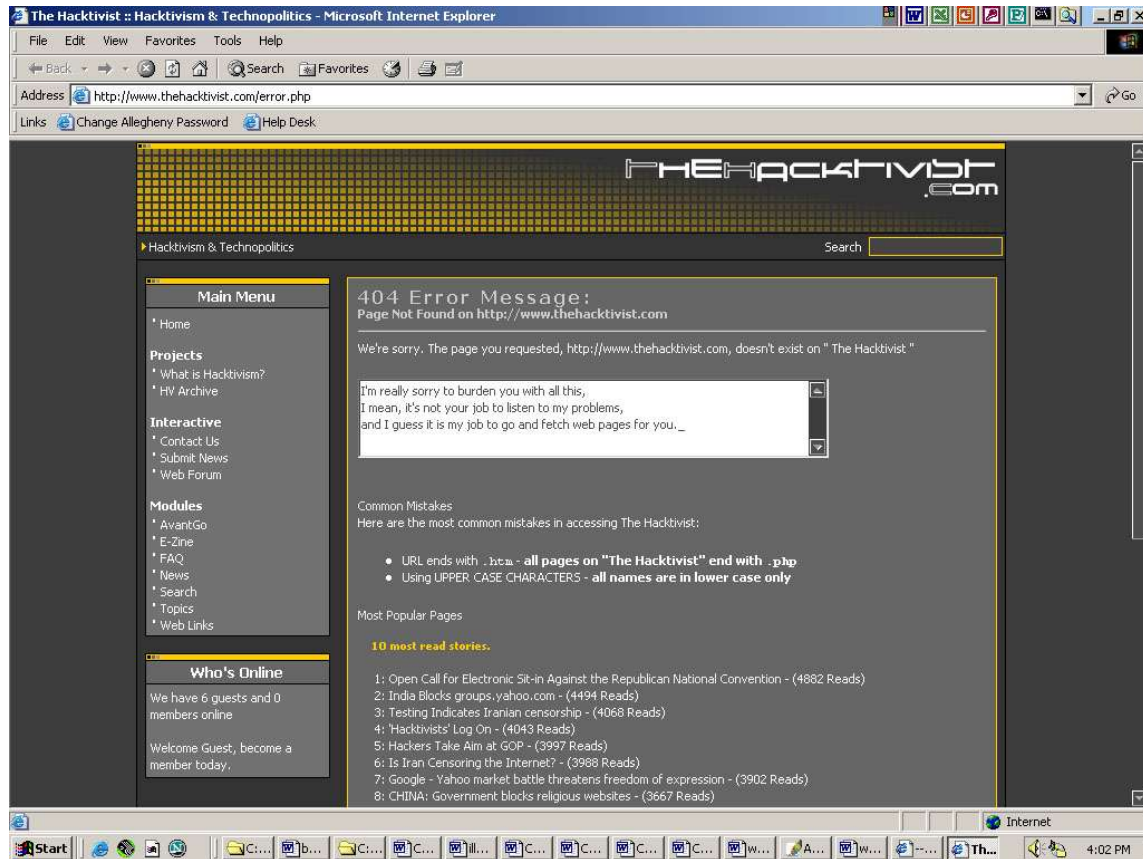 The Hacktivist :: Hacktivism & Technopolitics - Microsoft Internet Explorer
File Edit View Favorites Tools Help
Back Search Favorites
Address http://www.thehacktivist.com/error.php Go
Links Change Allegheny Password Help Desk
THEHACKTIVIST
.com
Hacktivism & Technopolitics Search
Main Menu
Home
Projects
What is Hacktivism?
HV Archive
Interactive
Contact Us
Submit News
Web Forum
Modules
AvantGo
E-Zine
FAQ
News
Search
Topics
Web Links
Who's Online
We have 6 guests and 0
members online
Welcome Guest, become a
member today.
404 Error Message:
Page Not Found on http://www.thehacktivist.com
We're sorry. The page you requested, http://www.thehacktivist.com, doesn't exist on " The Hacktivist "
I'm really sorry to burden you with all this,
I mean, it's not your job to listen to my problems,
and I guess it is my job to go and fetch web pages for you._
Common Mistakes
Here are the most common mistakes in accessing The Hacktivist:
URL ends with .htm - all pages on "The Hacktivist" end with .php
Using UPPER CASE CHARACTERS - all names are in lower case only
Most Popular Pages
10 most read stories.
1: Open Call for Electronic Sit-in Against the Republican National Convention - (4882 Reads)
2: India Blocks groups.yahoo.com - (4494 Reads)
3: Testing Indicates Iranian censorship - (4068 Reads)
4: 'Hacktivists' Log On - (4043 Reads)
5: Hackers Take Aim at GOP - (3997 Reads)
6: Is Iran Censoring the Internet? - (3988 Reads)
7: Google - Yahoo market battle threatens freedom of expression - (3902 Reads)
8: CHINA: Government blocks religious websites - (3667 Reads)
Internet
Start C:... b... C:... C... ill... C... C... C... C... w... A... w... --... Th... 4:02 PM